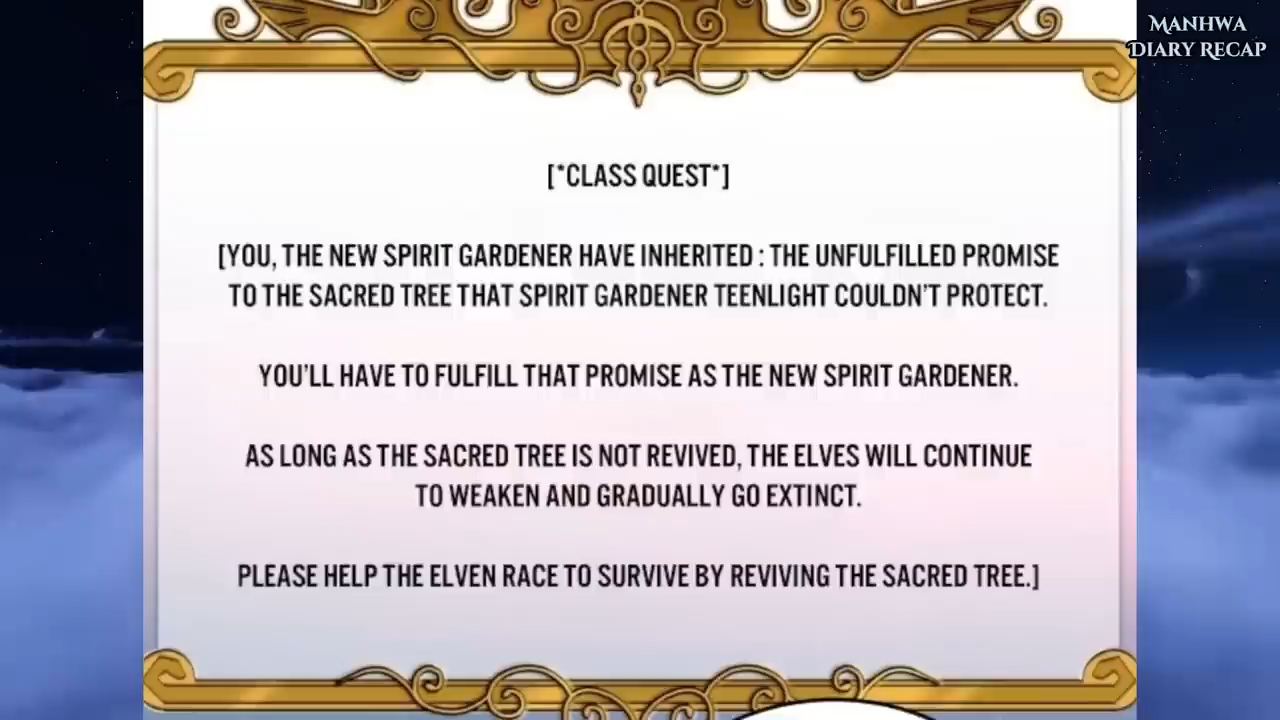 MANHWA
DIARY RECAP
[*CLASS QUEST*]
[YOU, THE NEW SPIRIT GARDENER HAVE INHERITED : THE UNFULFILLED PROMISE
TO THE SACRED TREE THAT SPIRIT GARDENER TEENLIGHT COULDN'T PROTECT.
YOU'LL HAVE TO FULFILL THAT PROMISE AS THE NEW SPIRIT GARDENER.
AS LONG AS THE SACRED TREE IS NOT REVIVED, THE ELVES WILL CONTINUE
TO WEAKEN AND GRADUALLY GO EXTINCT.
PLEASE HELP THE ELVEN RACE TO SURVIVE BY REVIVING THE SACRED TREE.]